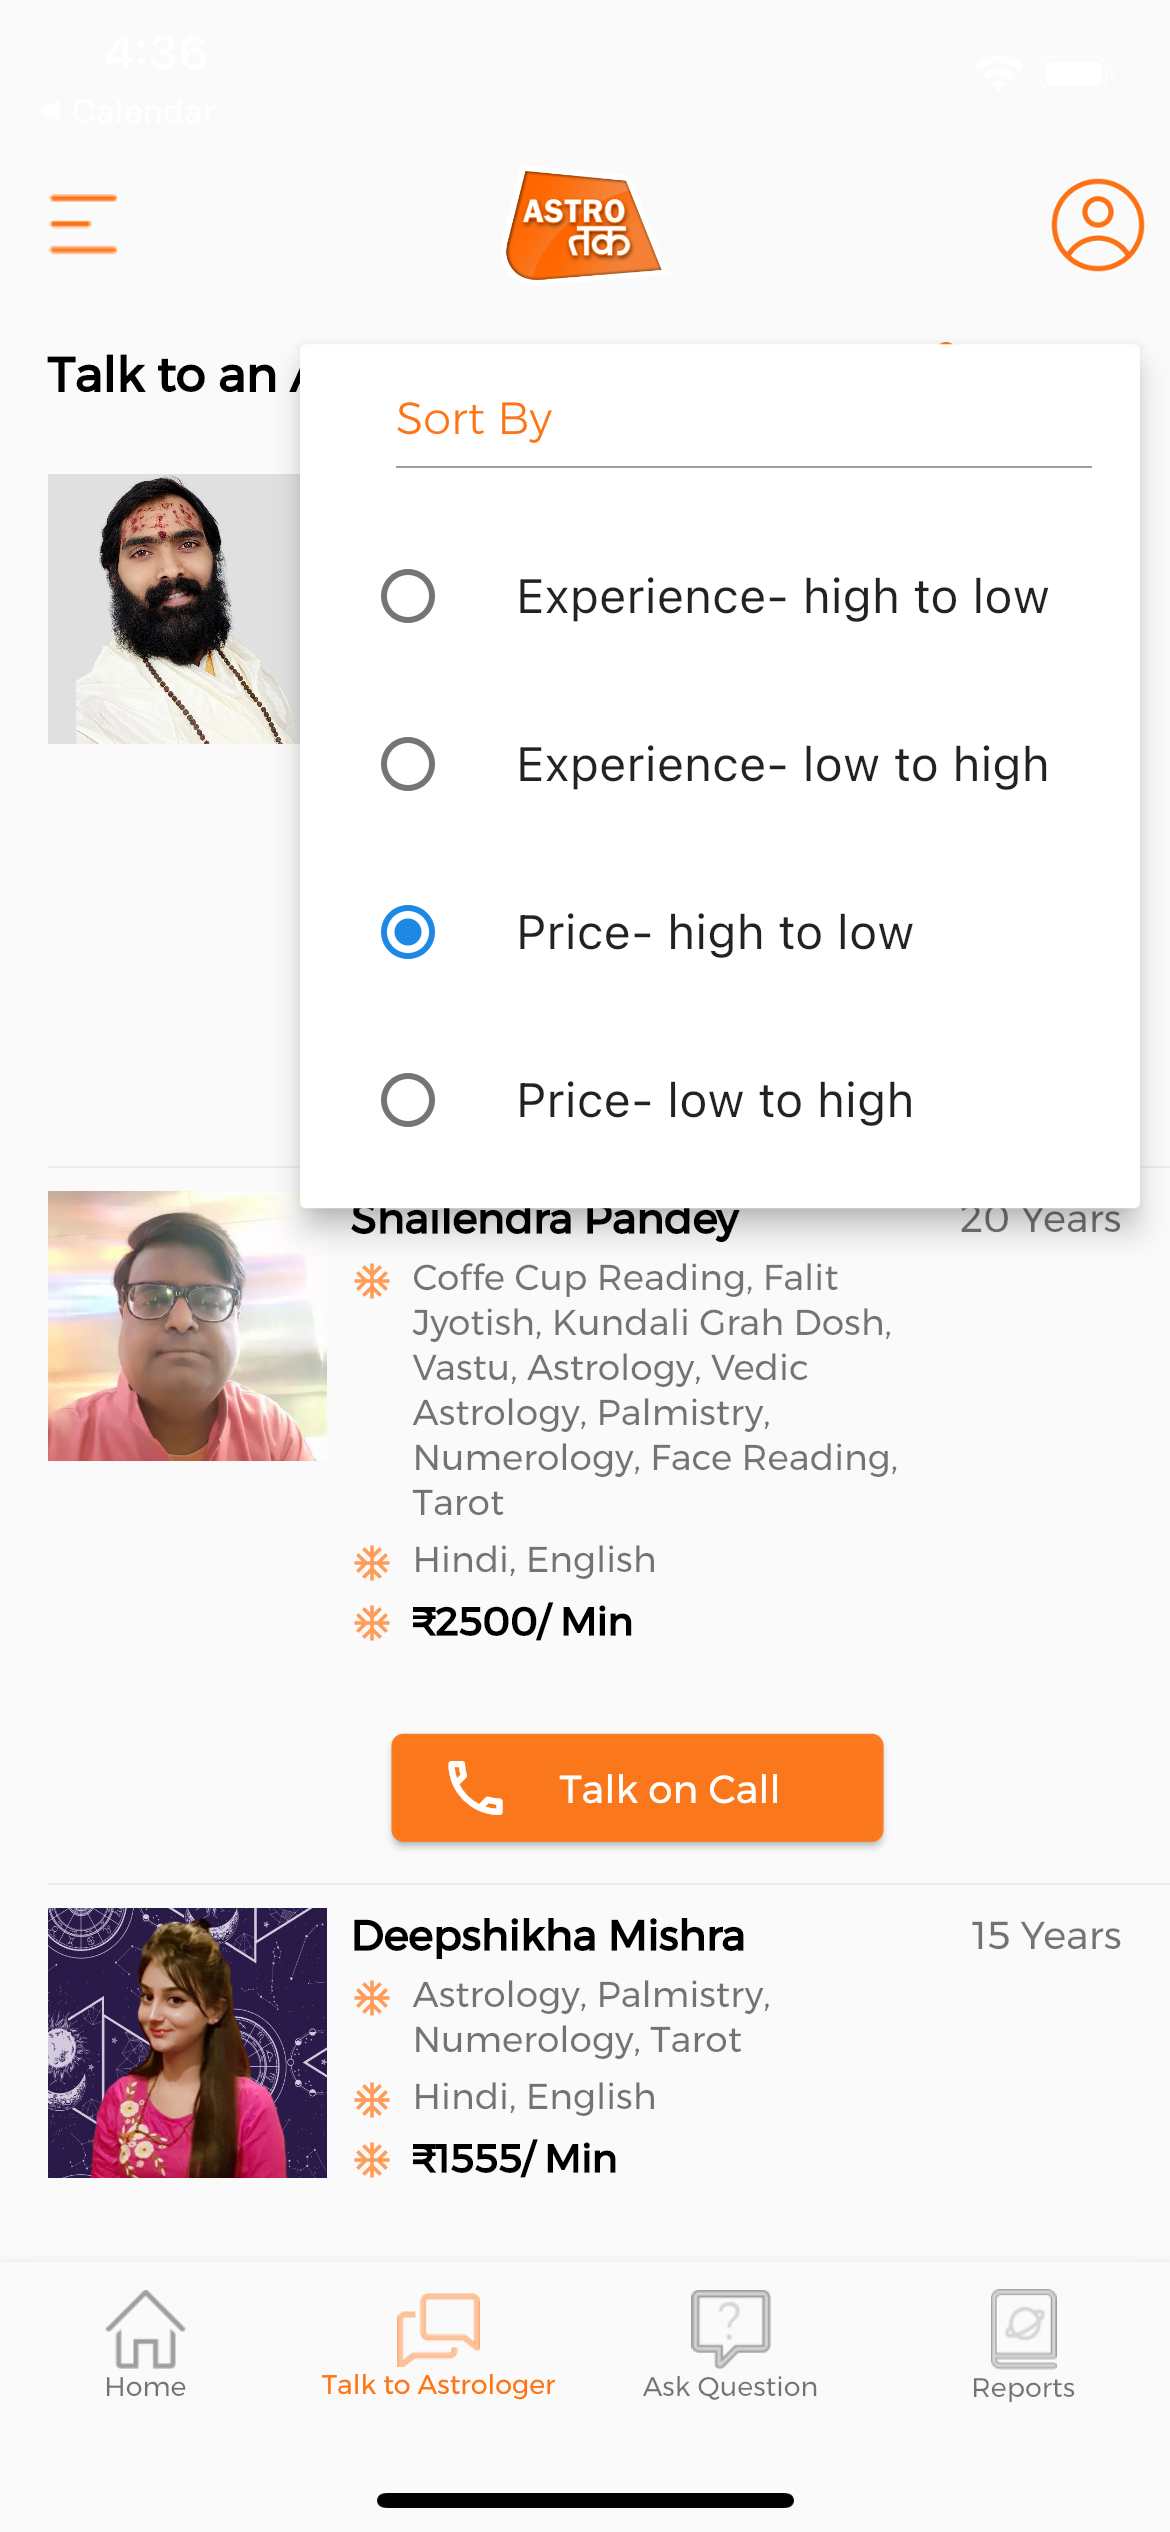 4:36
Calendar
ASTRO
तक
Talk to an
Sort By
Experience- high to low
Experience- low to high
Price- high to low
Price- low to high
Shailendra Pandey
20 Years
Coffe Cup Reading, Falit
Jyotish, Kundali Grah Dosh,
Vastu, Astrology, Vedic
Astrology, Palmistry,
Numerology, Face Reading,
Tarot
Hindi, English
₹2500/ Min
Talk on Call
Deepshikha Mishra
15 Years
Astrology, Palmistry,
Numerology, Tarot
Hindi, English
₹1555/ Min
Home
Talk to Astrologer
Ask Question
Reports